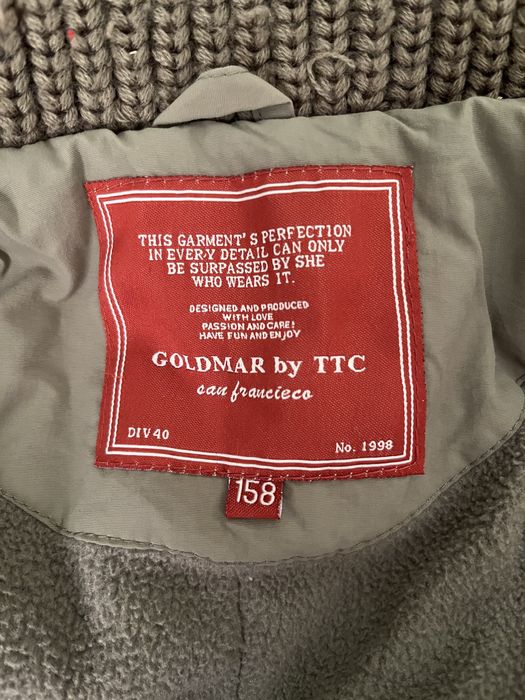 THIS GARMENT'S PERFECTION
IN EVERY DETAIL CAN ONLY
BE SURPASSED BY SHE
WHO WEARS IT.
DESIGNED AND PRODUCED
WITH LOVE
PASSION AND CARE!
HAVE FUN AND ENJOY
GOLDMAR by TTC
san francieco
DIV 40
No. 1998
158